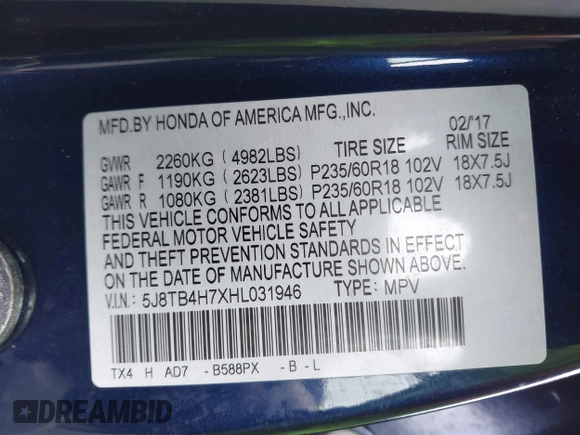 MFD.BY HONDA OF AMERICA MFG.,INC. 02/'17
GVWR 2260KG (4982LBS) TIRE SIZE RIM SIZE
GAWR F 1190KG (2623LBS) P235/60R18 102V 18X7.5J
GAWR R 1080KG (2381LBS) P235/60R18 102V 18X7.5J
THIS VEHICLE CONFORMS TO ALL APPLICABLE
FEDERAL MOTOR VEHICLE SAFETY
AND THEFT PREVENTION STANDARDS IN EFFECT
ON THE DATE OF MANUFACTURE SHOWN ABOVE.
V.I.N.: 5J8TB4H7XHL031946 TYPE: MPV
TX4 H AD7 -B588PX -B-L
DREAMBID